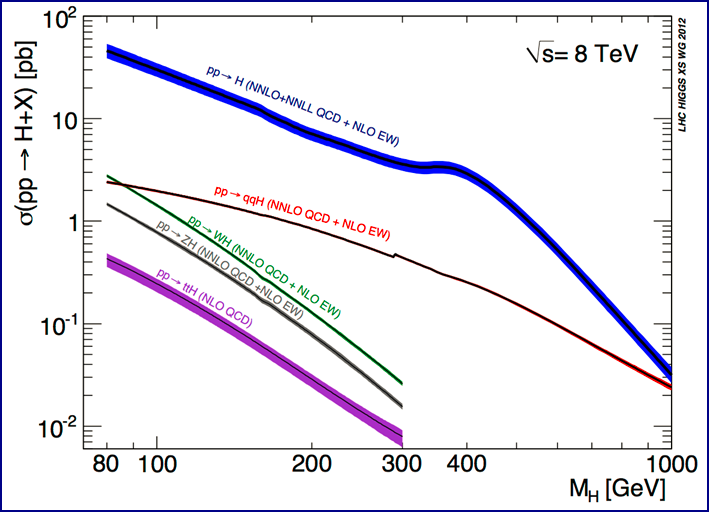 σ(pp → H+X) [pb]
10²
10
1
10⁻¹
10⁻²
√s= 8 TeV
LHC HIGGS XS WG 2012
pp→ H (NNLO+NNLL QCD + NLO EW)
pp→ qqH (NNLO QCD + NLO EW)
pp→ WH (NNLO QCD + NLO EW)
pp→ ZH (NNLO QCD +NLO EW)
pp→ ttH (NLO QCD)
80 100 200 300 400 1000
M_H [GeV]